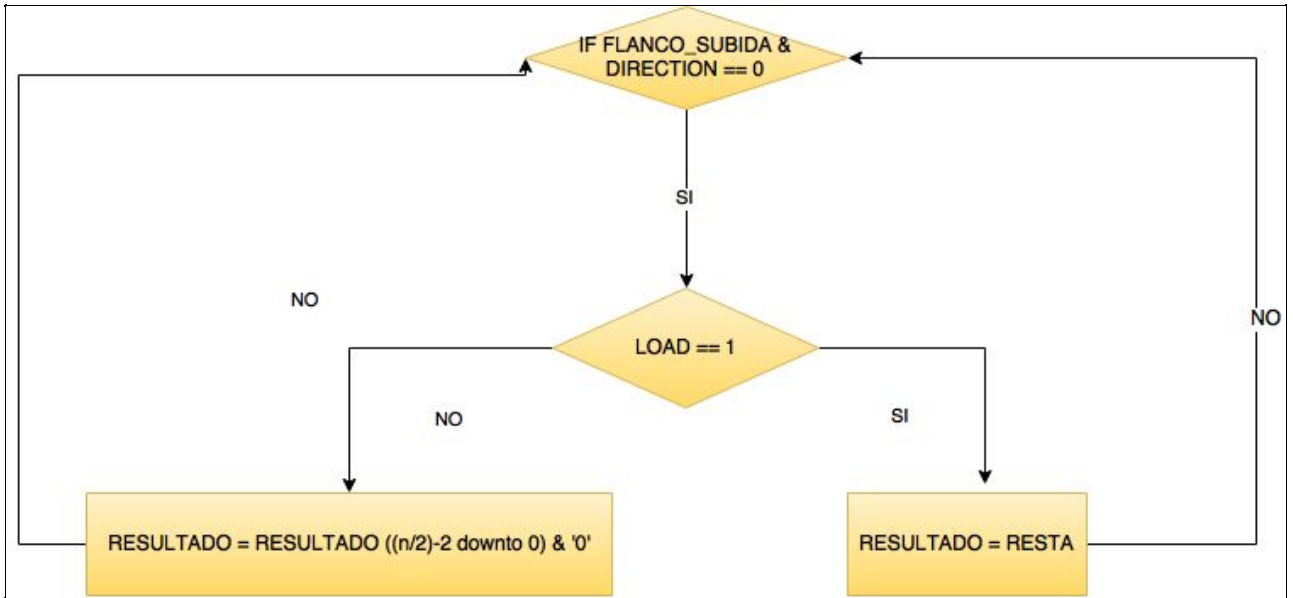 IF FLANCO_SUBIDA &
DIRECTION == 0
SI
NO
NO
LOAD == 1
NO
SI
RESULTADO = RESULTADO ((n/2)-2 downto 0) & '0'
RESULTADO = RESTA